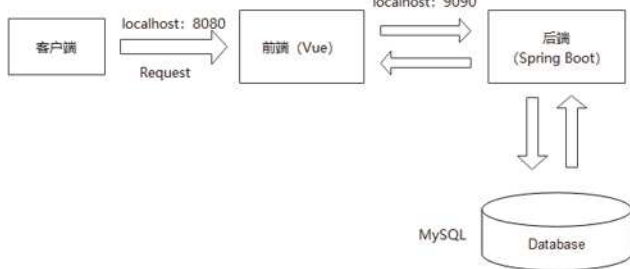 localhost：9090
localhost：8080
客户端
前端（Vue）
后端
（Spring Boot）
Request
MySQL
Database